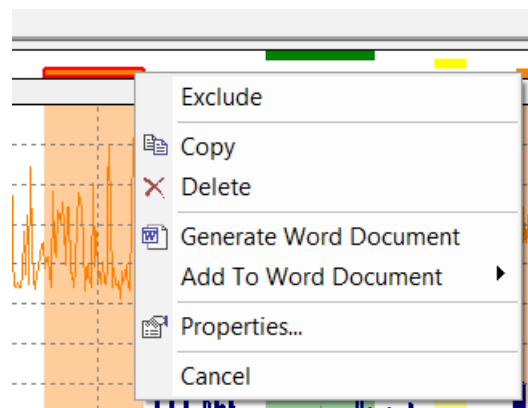 Exclude
Copy
Delete
Generate Word Document
Add To Word Document
Properties...
Cancel